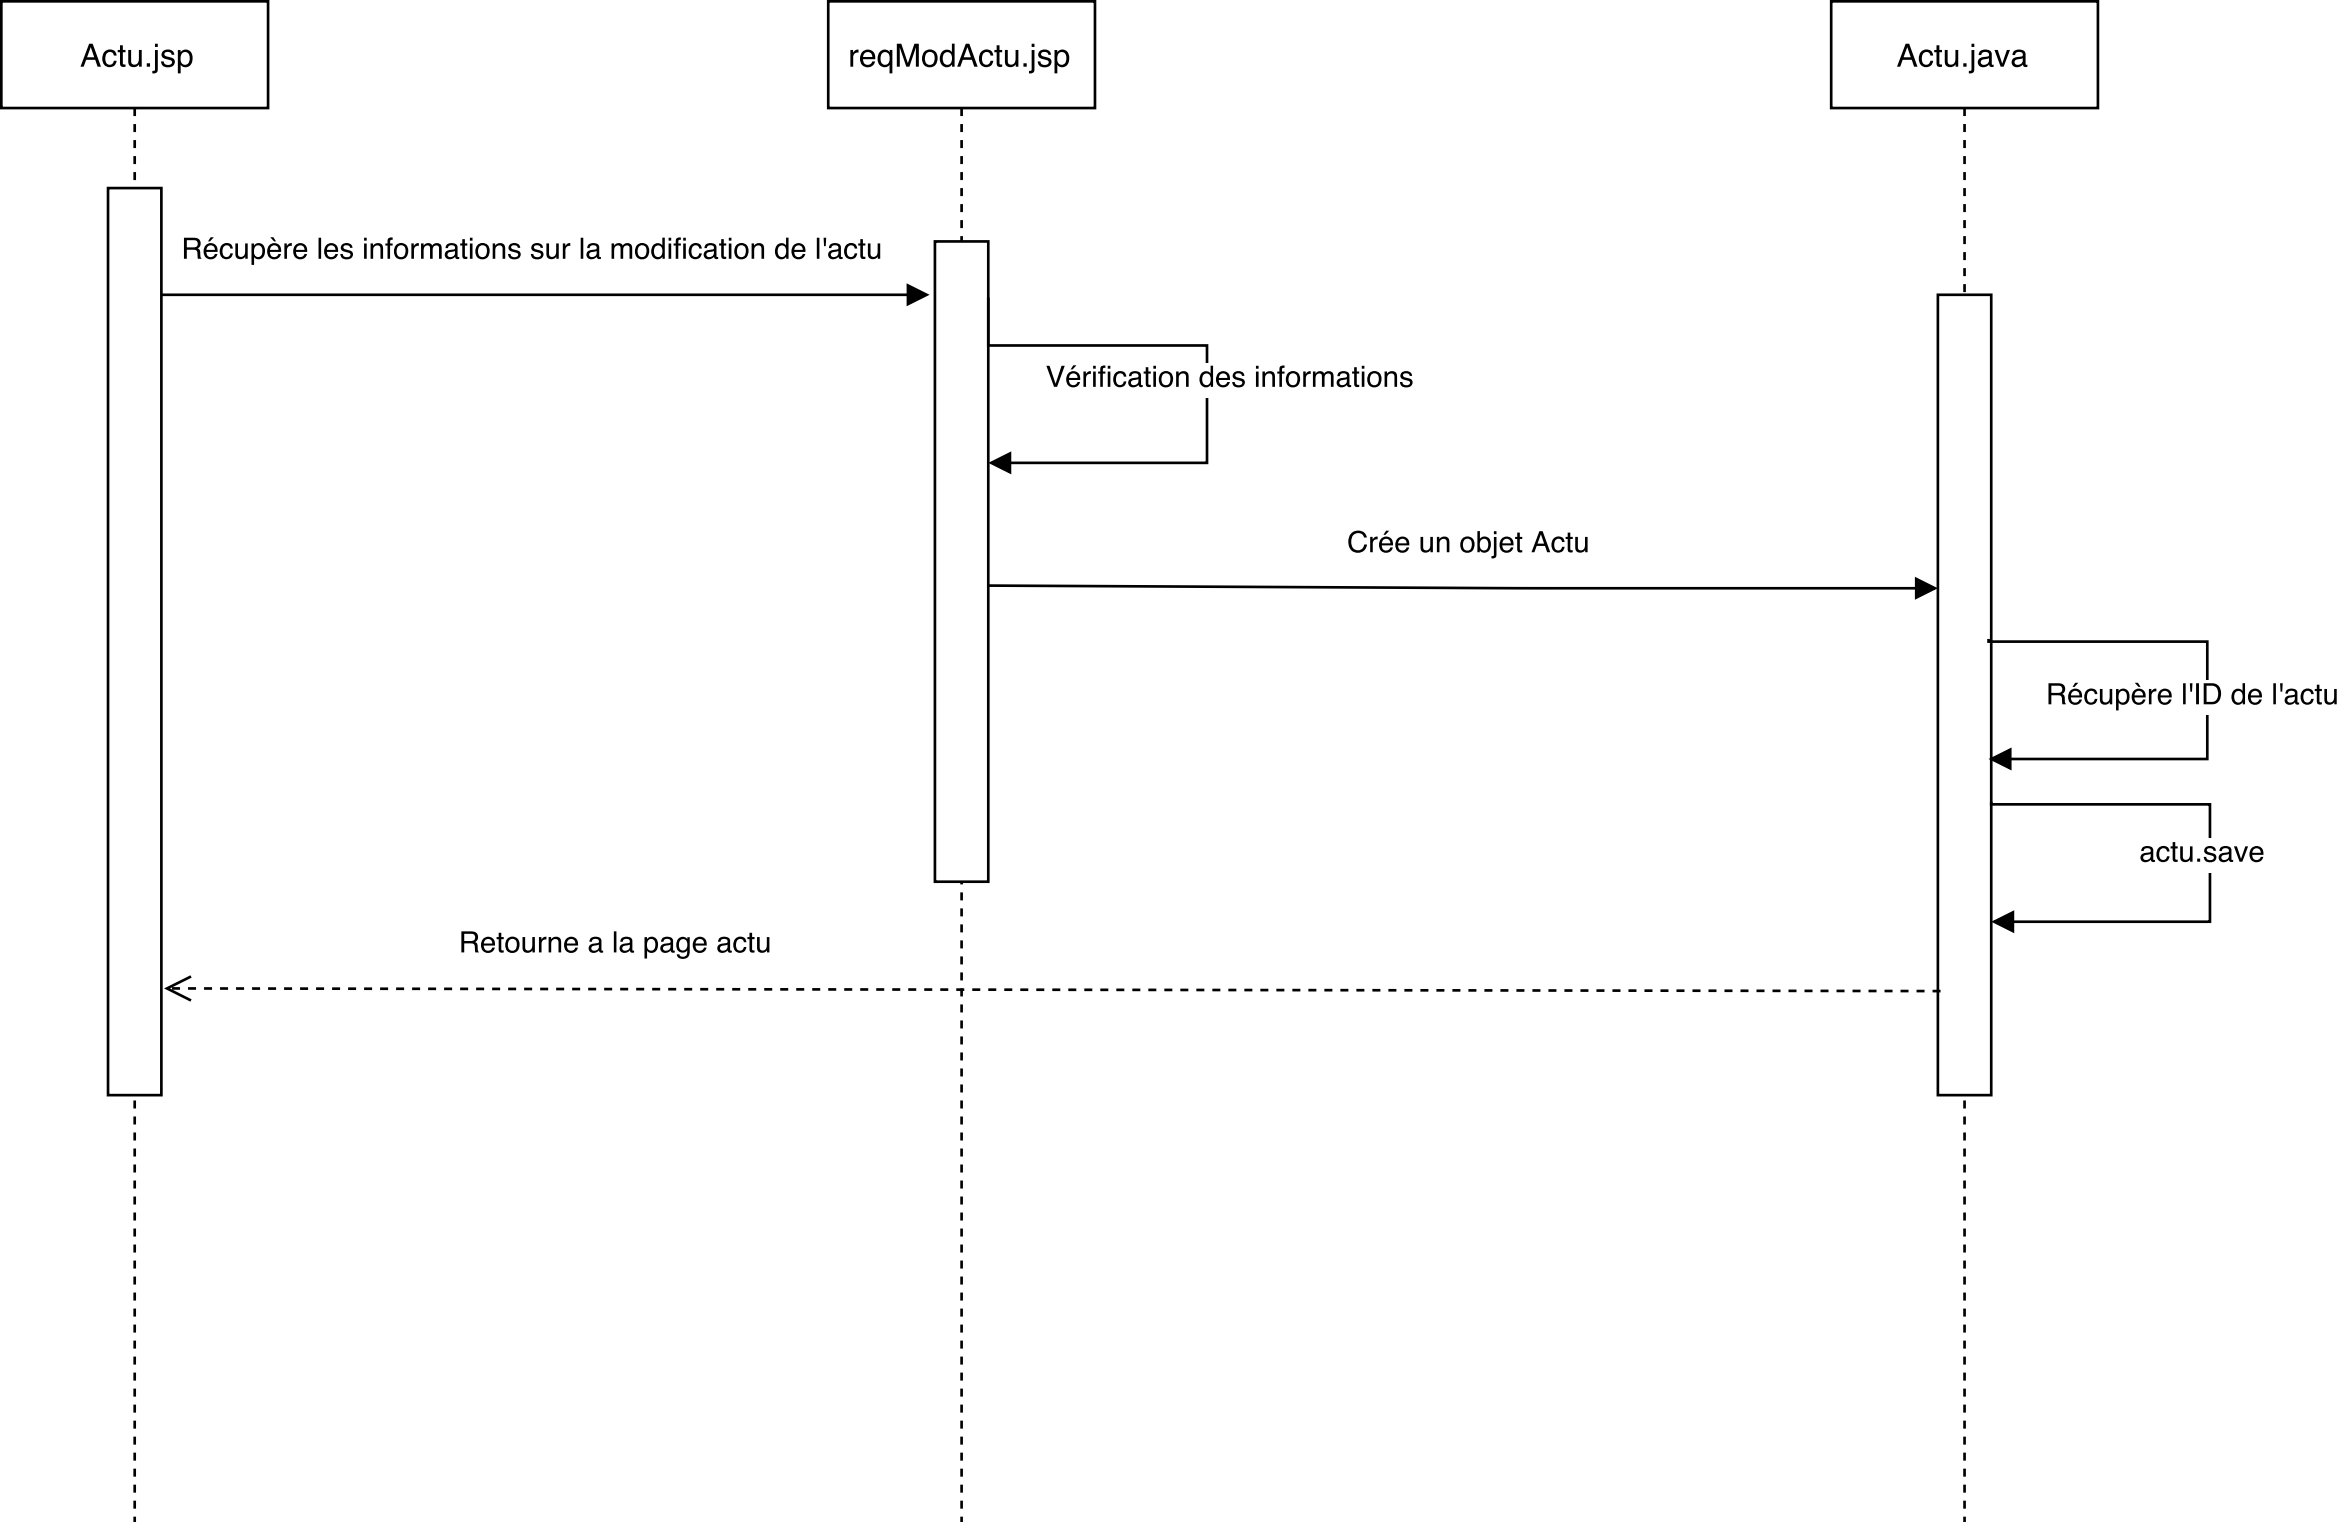 Actu.jsp
reqModActu.jsp
Actu.java
Récupère les informations sur la modification de l'actu
Vérification des informations
Crée un objet Actu
Récupère l'ID de l'actu
actu.save
Retourne a la page actu